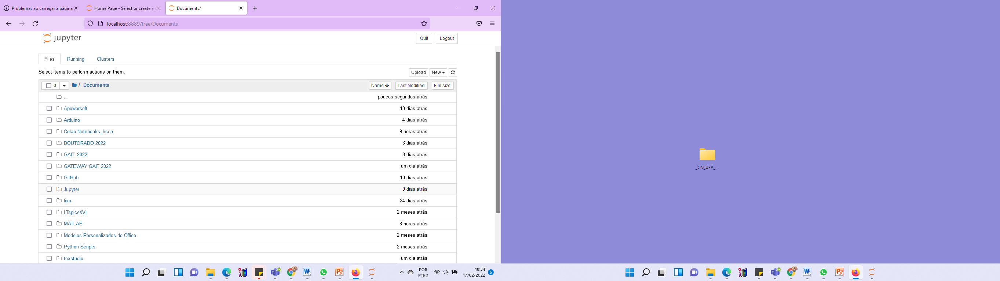 Problemas ao carregar a página
Home Page - Select or create a
Documents/
localhost:8889/tree/Documents
jupyter
Quit
Logout
Files
Running
Clusters
Select items to perform actions on them.
Upload
New
0
/ Documents
Name
Last Modified
File size
..
poucos segundos atrás
Apowersoft
13 dias atrás
Arduino
4 dias atrás
Colab Notebooks_hcca
9 horas atrás
DOUTORADO 2022
3 dias atrás
GAIT_2022
3 dias atrás
GATEWAY GAIT 2022
um dia atrás
GitHub
10 dias atrás
Jupyter
9 dias atrás
lixo
24 dias atrás
LTspiceXVII
2 meses atrás
MATLAB
8 horas atrás
Modelos Personalizados do Office
2 meses atrás
Python Scripts
2 meses atrás
texstudio
um dia atrás
_CN_UEA_...
POR
PTB2
18:34
17/02/2022
6